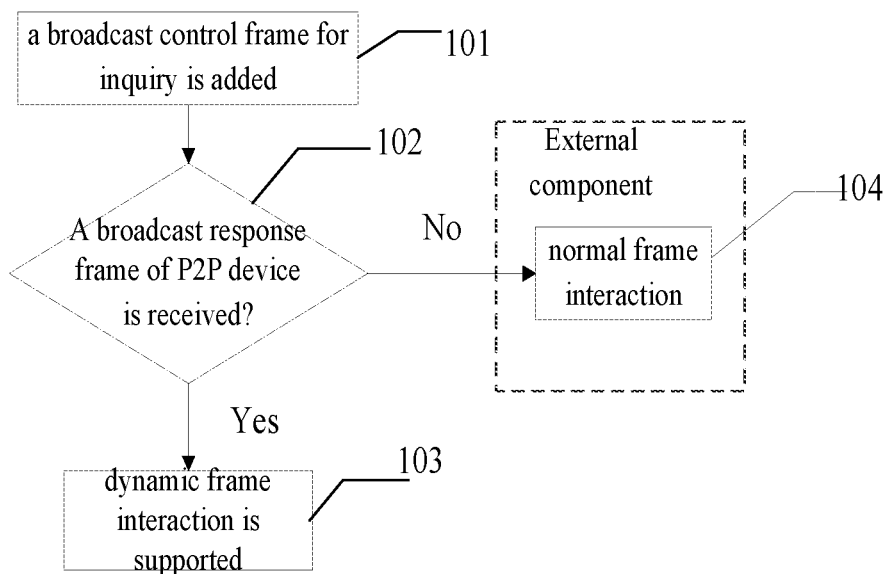 a broadcast control frame for
inquiry is added
101
102
A broadcast response
frame of P2P device
is received?
No
External
component
normal frame
interaction
104
Yes
dynamic frame
interaction is
supported
103